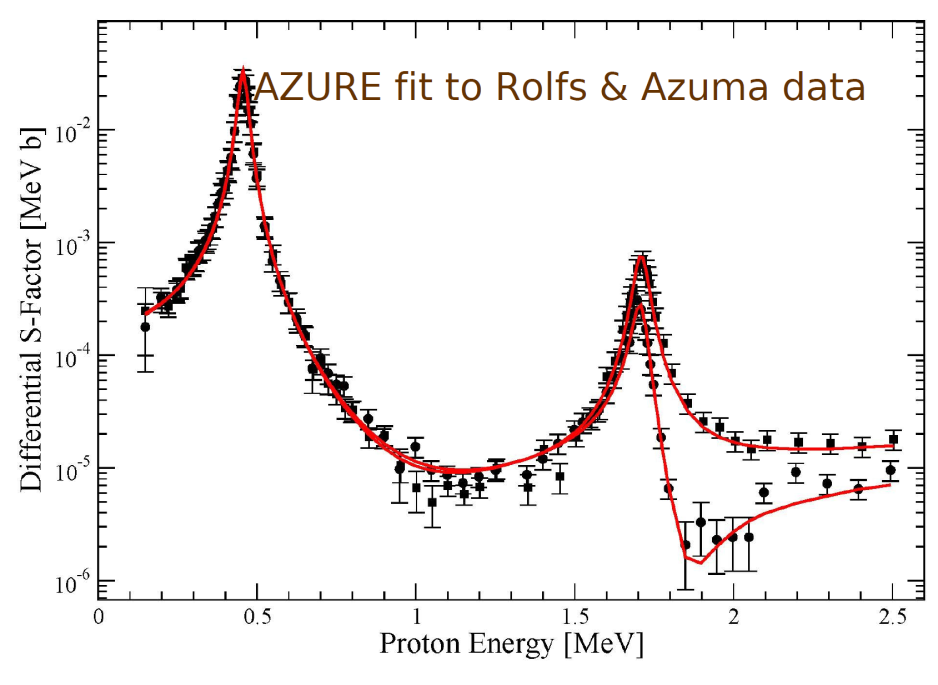 AZURE fit to Rolfs & Azuma data
Differential S-Factor [MeV b]
10-2
10-3
10-4
10-5
10-6
0 0.5 1 1.5 2 2.5
Proton Energy [MeV]